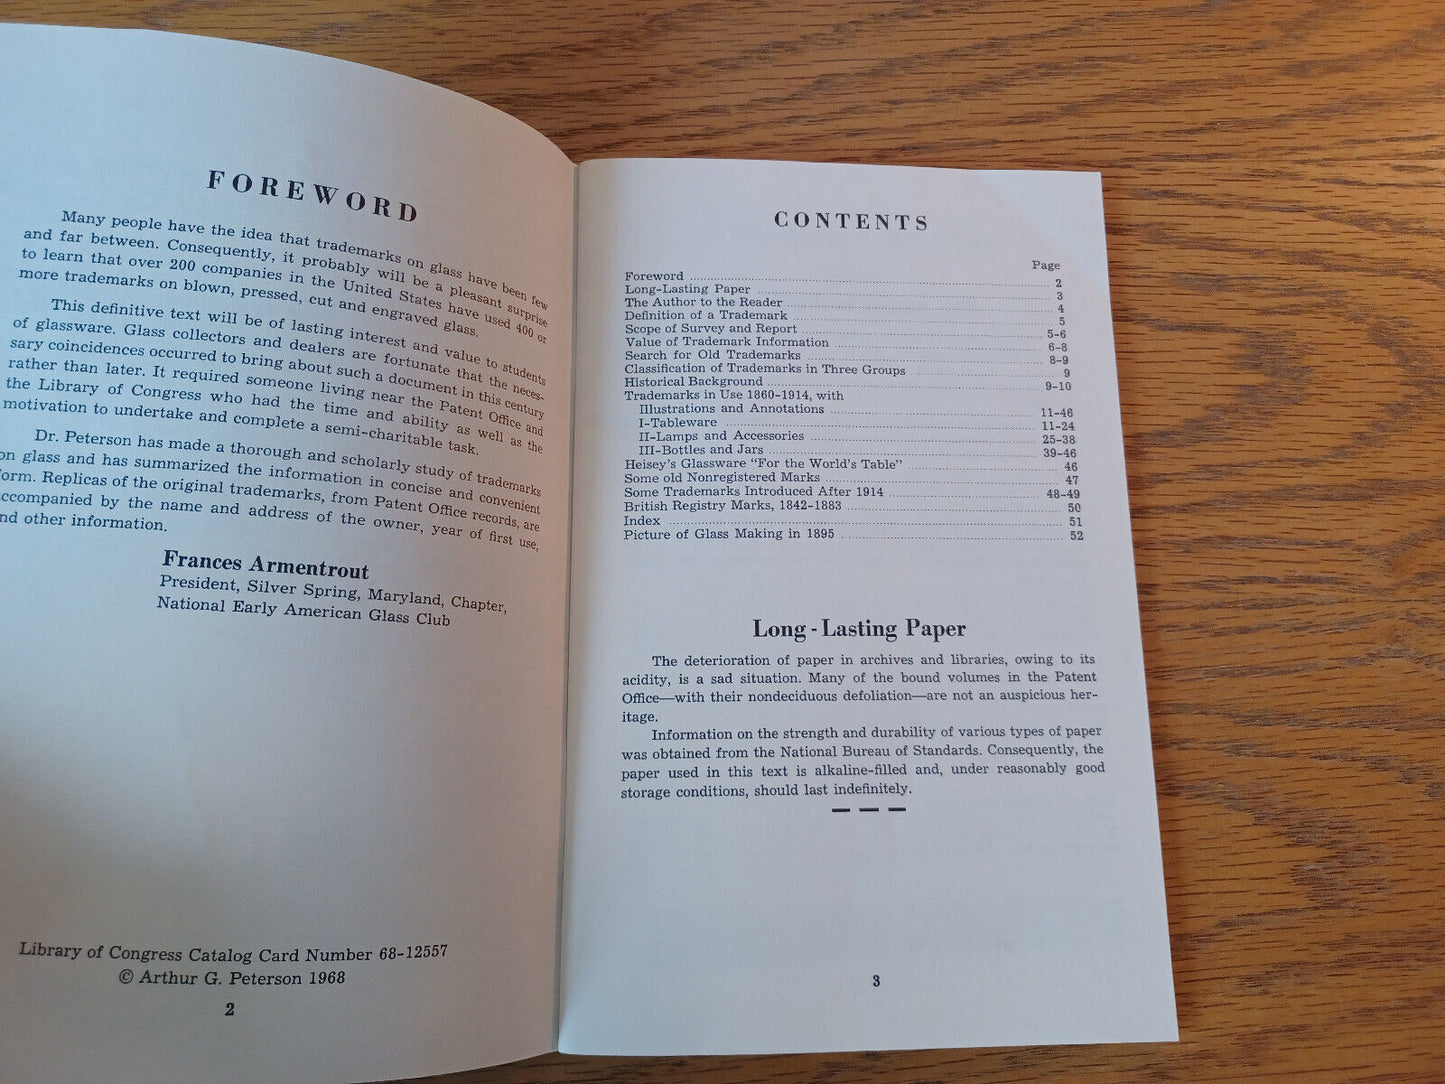 FOREWORD
Many people have the idea that trademarks on glass have been few
and far between. Consequently, it probably will be a pleasant surprise
to learn that over 200 companies in the United States have used 400 or
more trademarks on blown, pressed, cut and engraved glass.
This definitive text will be of lasting interest and value to students
of glassware. Glass collectors and dealers are fortunate that the neces-
sary coincidences occurred to bring about such a document in this century
rather than later. It required someone living near the Patent Office and
the Library of Congress who had the time and ability as well as the
motivation to undertake and complete a semi-charitable task.
Dr. Peterson has made a thorough and scholarly study of trademarks
on glass and has summarized the information in concise and convenient
form. Replicas of the original trademarks, from Patent Office records, are
ccompanied by the name and address of the owner, year of first use,
nd other information.
Frances Armentrout
President, Silver Spring, Maryland, Chapter,
National Early American Glass Club
Library of Congress Catalog Card Number 68-12557
© Arthur G. Peterson 1968
2
CONTENTS
Page
Foreword 2
Long-Lasting Paper 3
The Author to the Reader 4
Definition of a Trademark 5
Scope of Survey and Report 5-6
Value of Trademark Information 6-8
Search for Old Trademarks 8-9
Classification of Trademarks in Three Groups 9
Historical Background 9-10
Trademarks in Use 1860-1914, with
Illustrations and Annotations 11-46
I-Tableware 11-24
II-Lamps and Accessories 25-38
III-Bottles and Jars 39-46
Heisey's Glassware "For the World's Table" 46
Some old Nonregistered Marks 47
Some Trademarks Introduced After 1914 48-49
British Registry Marks, 1842-1883 50
Index 51
Picture of Glass Making in 1895 52
Long-Lasting Paper
The deterioration of paper in archives and libraries, owing to its
acidity, is a sad situation. Many of the bound volumes in the Patent
Office—with their nondeciduous defoliation—are not an auspicious her-
itage.
Information on the strength and durability of various types of paper
was obtained from the National Bureau of Standards. Consequently, the
paper used in this text is alkaline-filled and, under reasonably good
storage conditions, should last indefinitely.
3